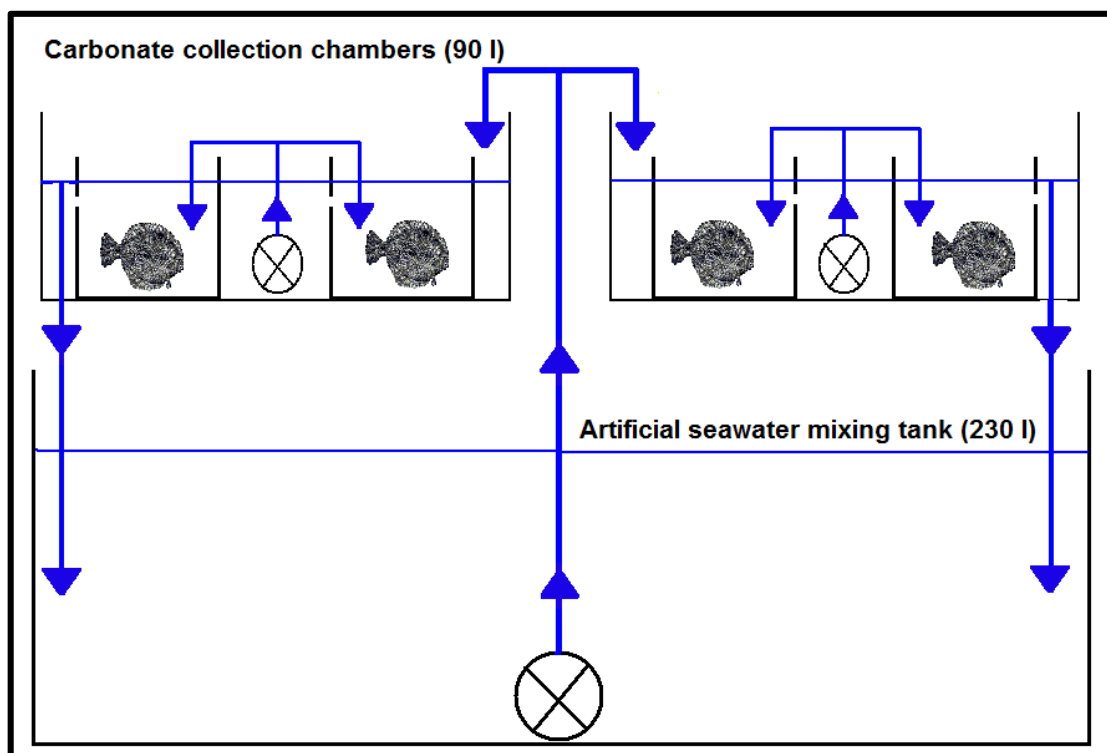 Carbonate collection chambers (90 l)
Artificial seawater mixing tank (230 l)